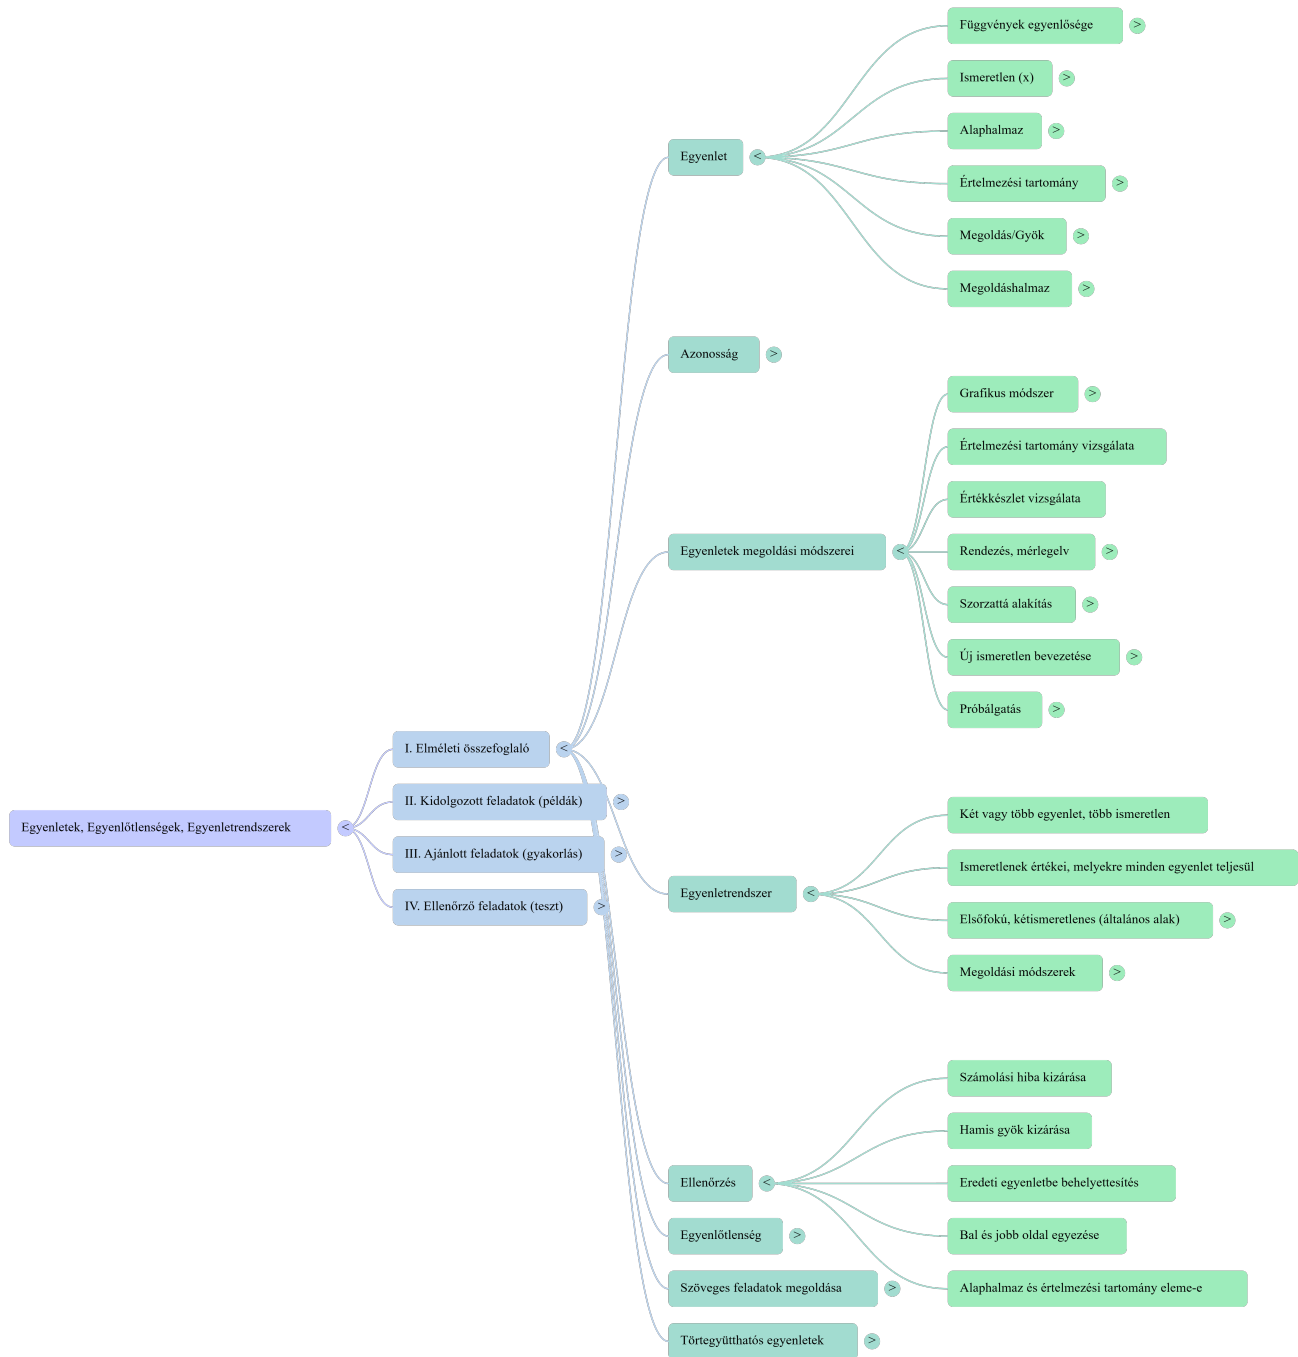 Egyenletek, Egyenlőtlenségek, Egyenletrendszerek <
I. Elméleti összefoglaló <
Egyenlet <
Függvények egyenlősége >
Ismeretlen (x) >
Alaphalmaz >
Értelmezési tartomány >
Megoldás/Gyök >
Megoldáshalmaz >
Azonosság >
Egyenletek megoldási módszerei <
Grafikus módszer >
Értelmezési tartomány vizsgálata
Értékkészlet vizsgálata
Rendezés, mérlegelv >
Szorzattá alakítás >
Új ismeretlen bevezetése >
Próbálgatás >
Egyenletrendszer <
Két vagy több egyenlet, több ismeretlen
Ismeretlenek értékei, melyekre minden egyenlet teljesül
Elsőfokú, kétismeretlenes (általános alak) >
Megoldási módszerek >
Ellenőrzés <
Számolási hiba kizárása
Hamis gyök kizárása
Eredeti egyenletbe behelyettesítés
Bal és jobb oldal egyezése
Alaphalmaz és értelmezési tartomány eleme-e
Egyenlőtlenség >
Szöveges feladatok megoldása >
Törtegyütthatós egyenletek >
II. Kidolgozott feladatok (példák) >
III. Ajánlott feladatok (gyakorlás) >
IV. Ellenőrző feladatok (teszt) >